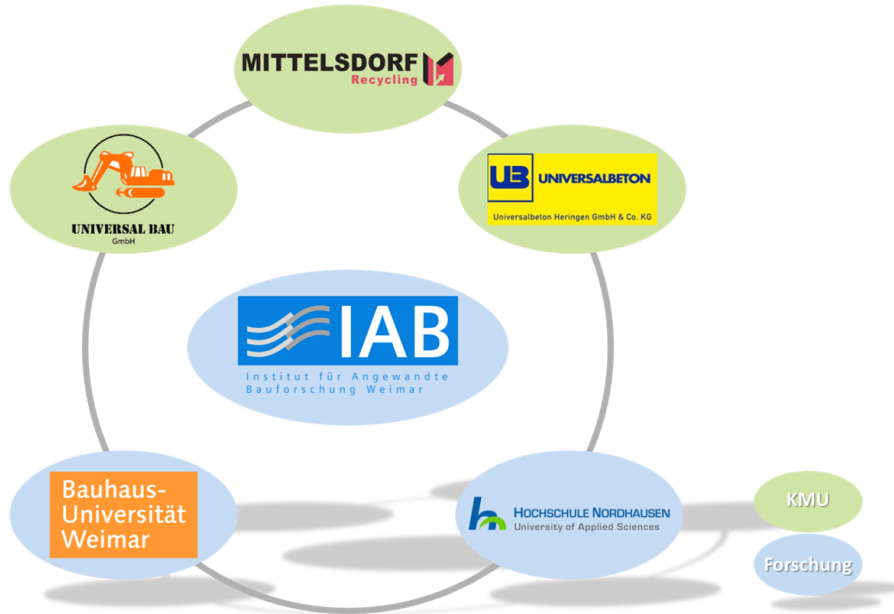 MITTELSDORF
Recycling
UNIVERSAL BAU
GmbH
UB UNIVERSALBETON
Universalbeton Heringen GmbH & Co. KG
IAB
Institut für Angewandte
Bauforschung Weimar
Bauhaus-
Universität
Weimar
h HOCHSCHULE NORDHAUSEN
University of Applied Sciences
KMU
Forschung